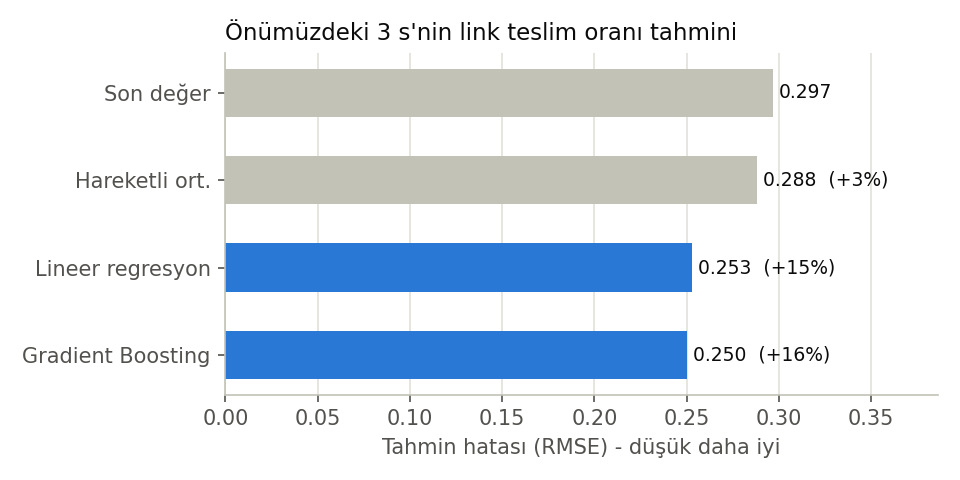 Önümüzdeki 3 s'nin link teslim oranı tahmini
Son değer
0.297
Hareketli ort.
0.288 (+3%)
Lineer regresyon
0.253 (+15%)
Gradient Boosting
0.250 (+16%)
0.00 0.05 0.10 0.15 0.20 0.25 0.30 0.35
Tahmin hatası (RMSE) - düşük daha iyi